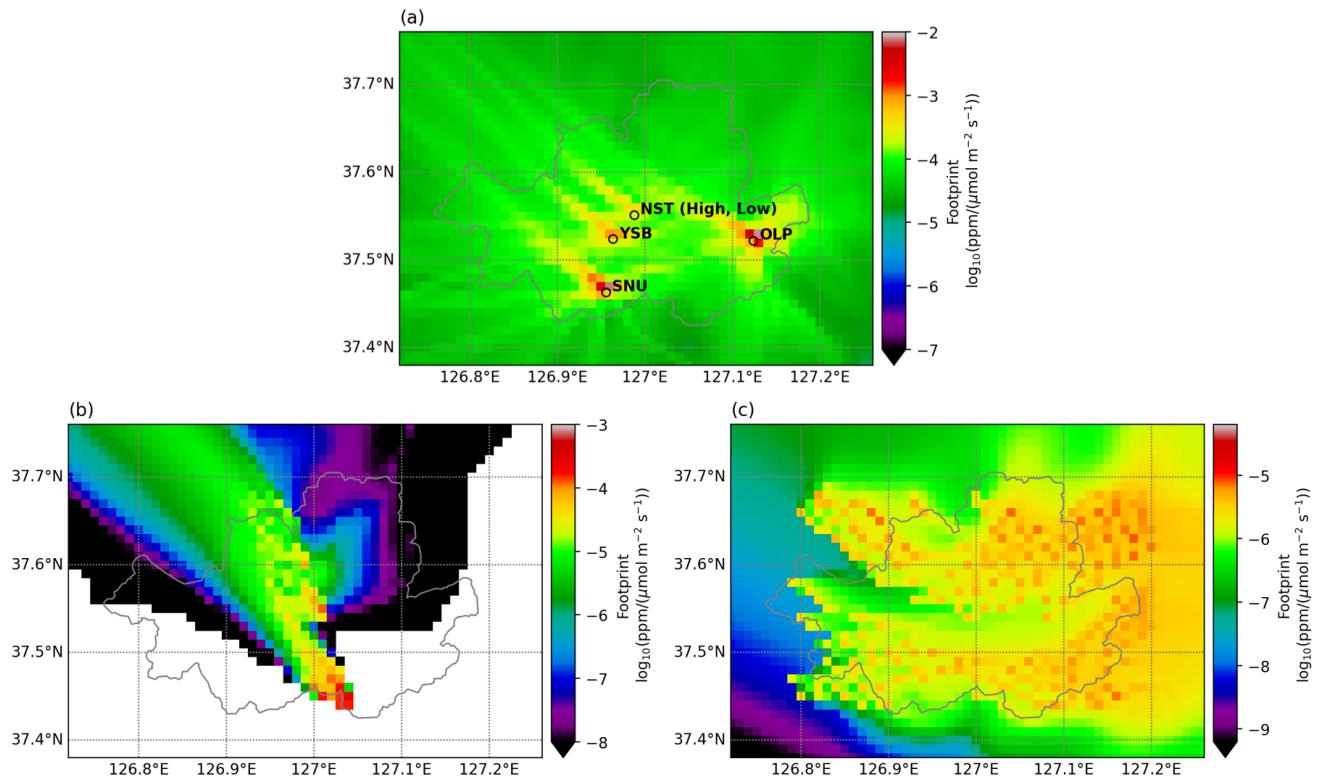 (a)
37.7°N
37.6°N
37.5°N
37.4°N
126.8°E 126.9°E 127°E 127.1°E 127.2°E
NST (High, Low)
YSB
OLP
SNU
−2
−3
−4
−5
−6
−7
Footprint
log₁₀(ppm/(μmol m⁻² s⁻¹)
(b)
37.7°N
37.6°N
37.5°N
37.4°N
126.8°E 126.9°E 127°E 127.1°E 127.2°E
−3
−4
−5
−6
−7
−8
Footprint
log₁₀(ppm/(μmol m⁻² s⁻¹)
(c)
37.7°N
37.6°N
37.5°N
37.4°N
126.8°E 126.9°E 127°E 127.1°E 127.2°E
−5
−6
−7
−8
−9
Footprint
log₁₀(ppm/(μmol m⁻² s⁻¹)